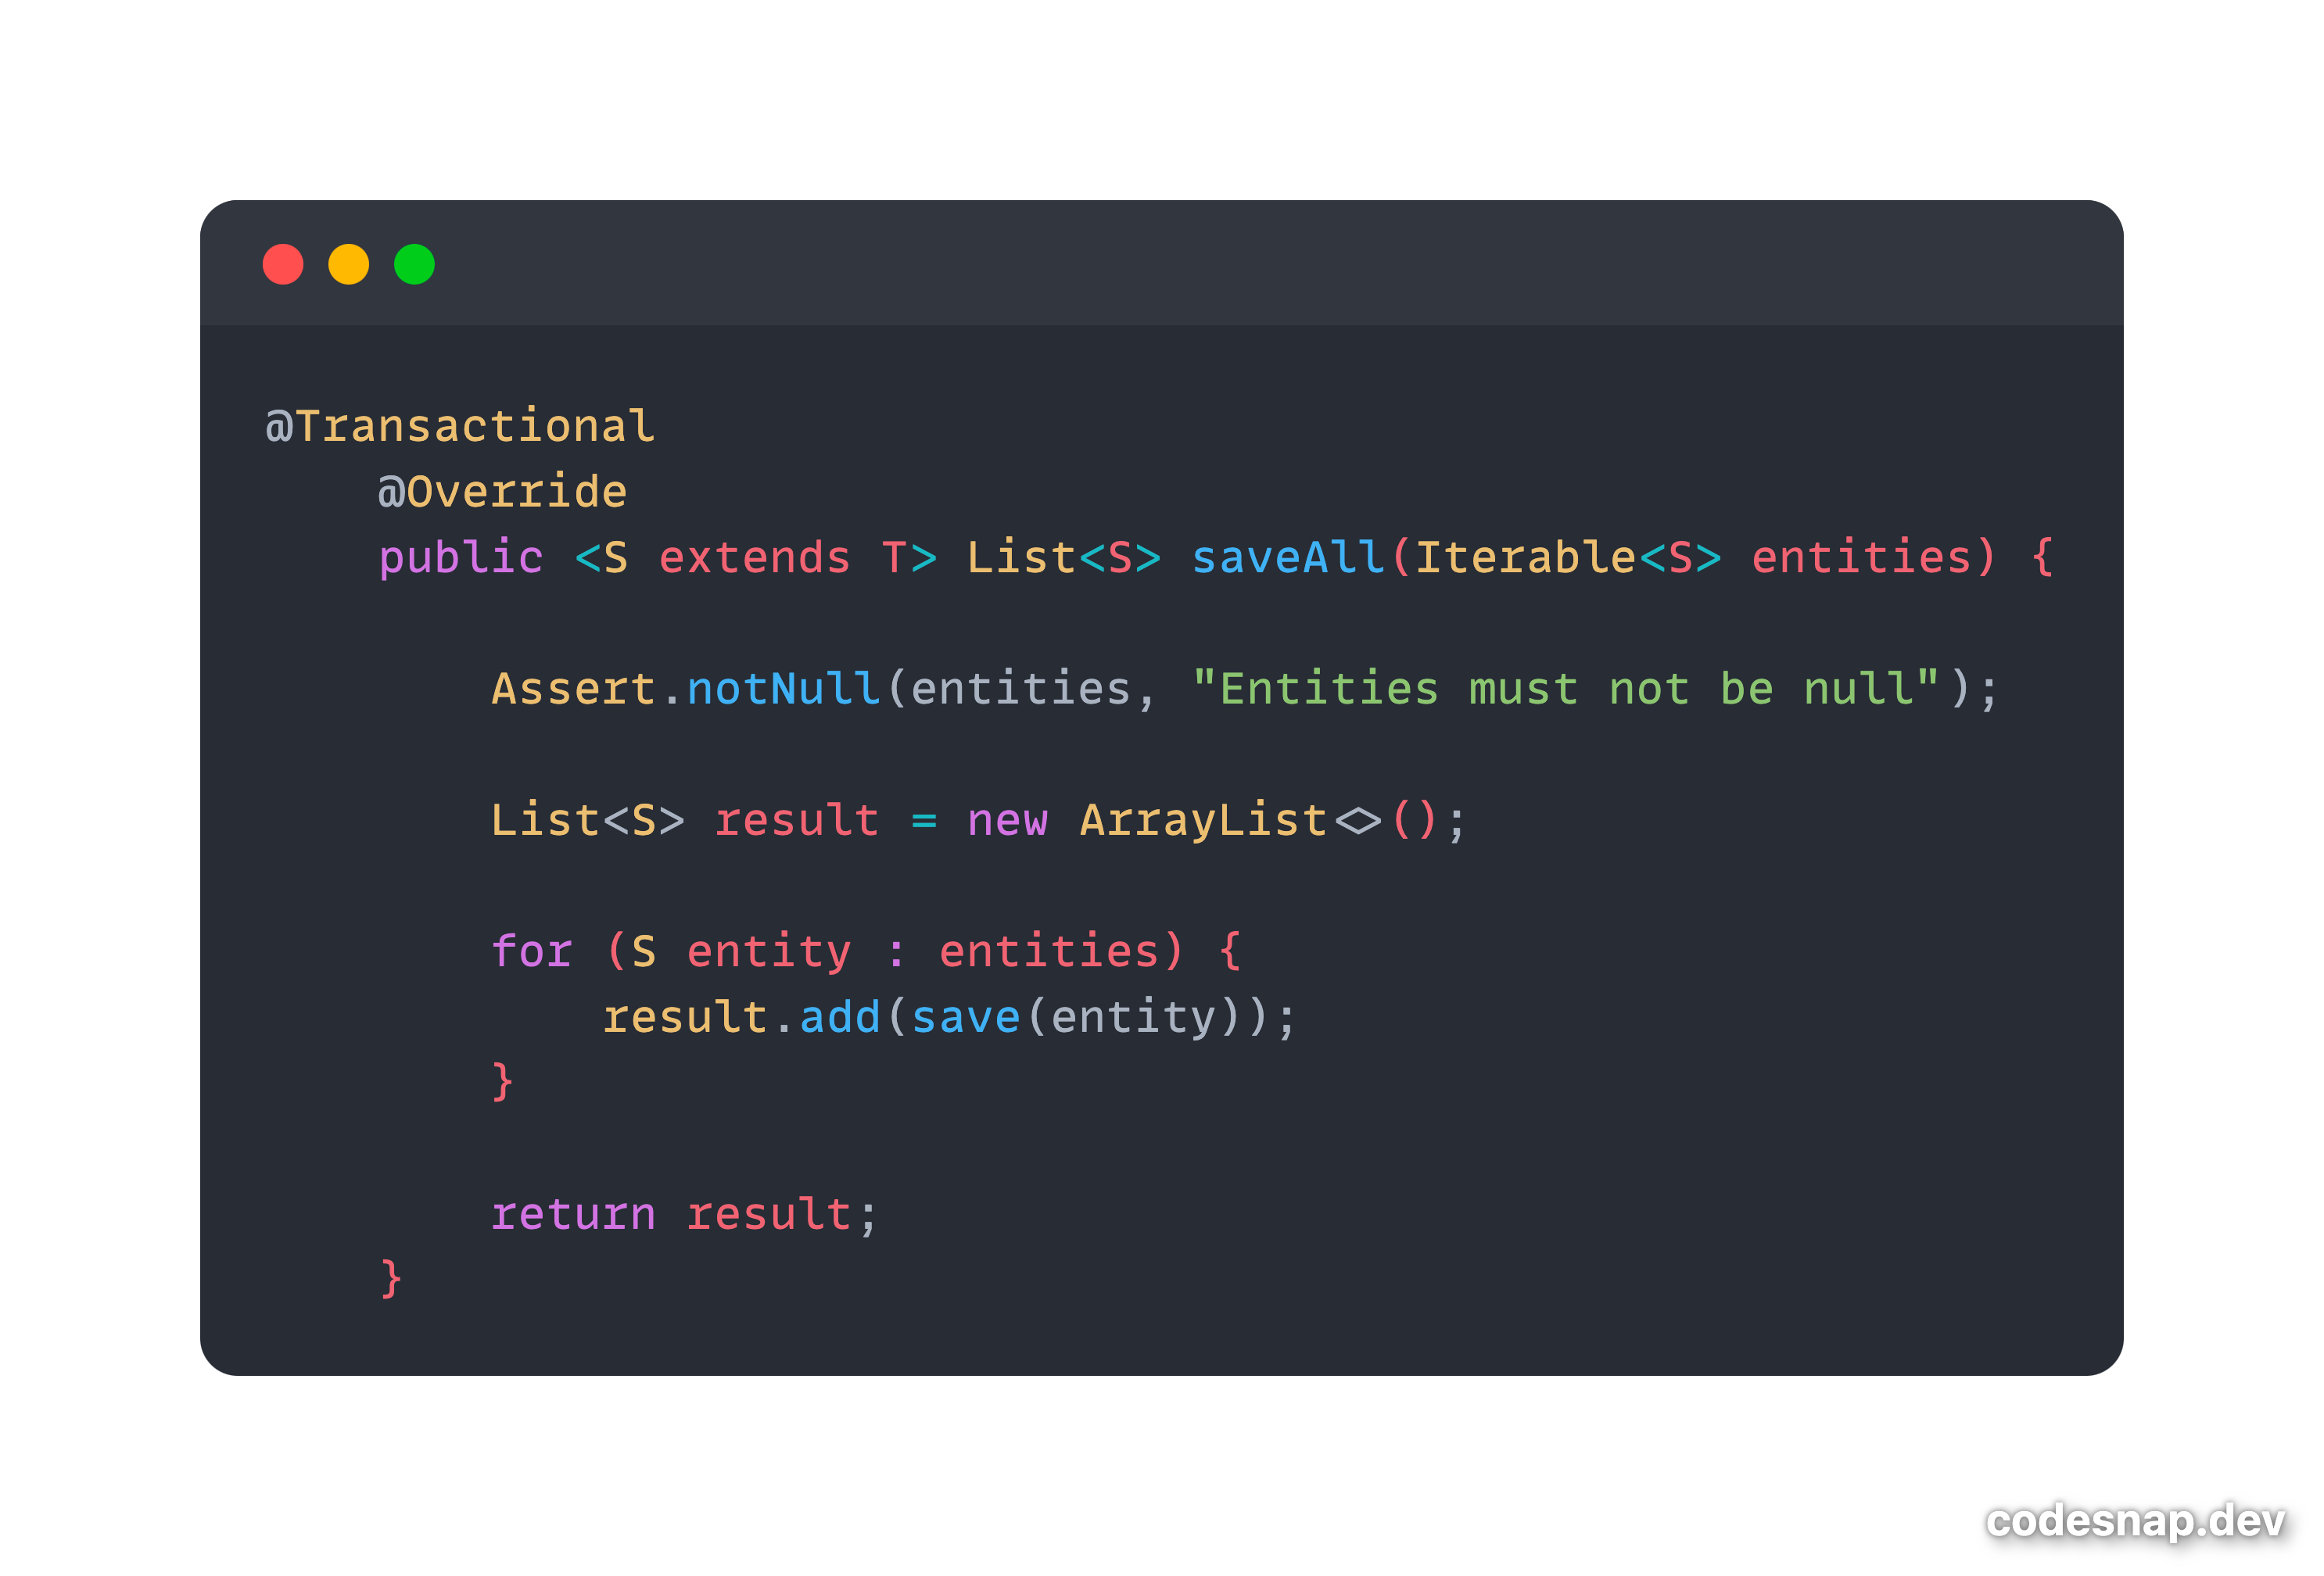 @Transactional
@Override
public <S extends T> List<S> saveAll(Iterable<S> entities) {
Assert.notNull(entities, "Entities must not be null");
List<S> result = new ArrayList<>();
for (S entity : entities) {
result.add(save(entity));
}
return result;
}
codesnap.dev